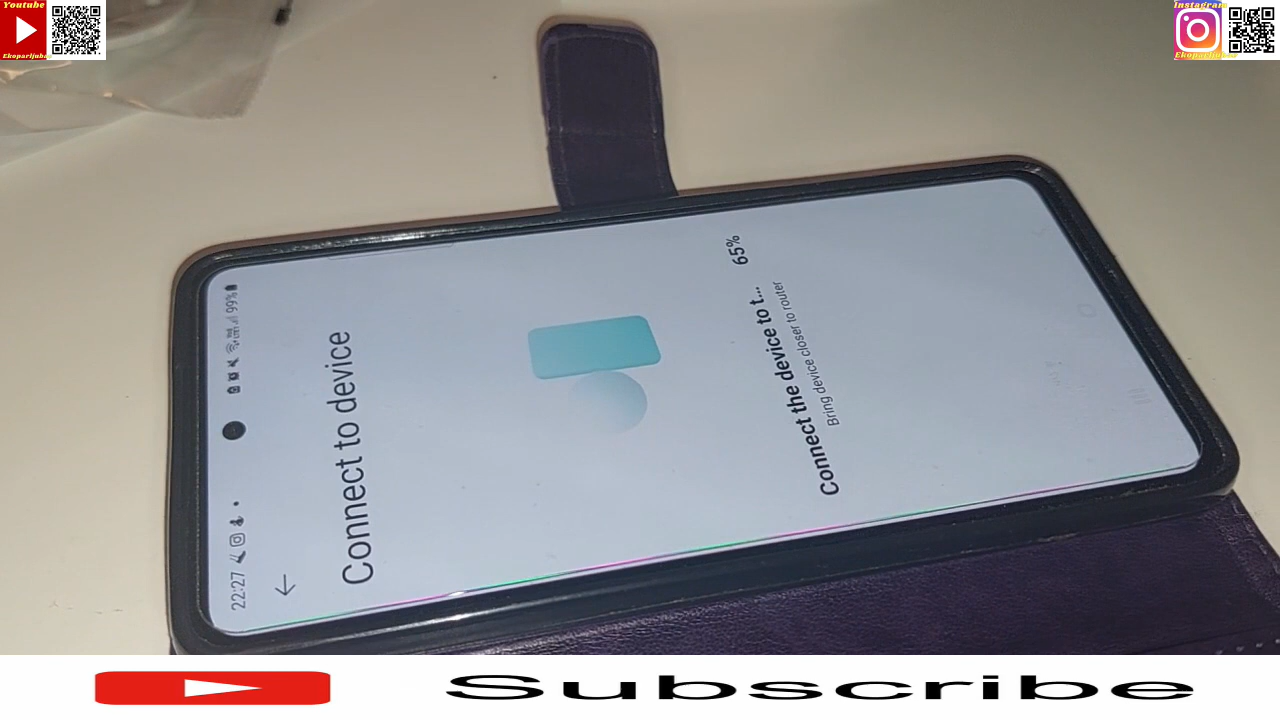 Youtube
Ekoparijuba
Instagram
22:27
99%
Connect to device
Connect the device to t... 65%
Bring device closer to router
Subscribe